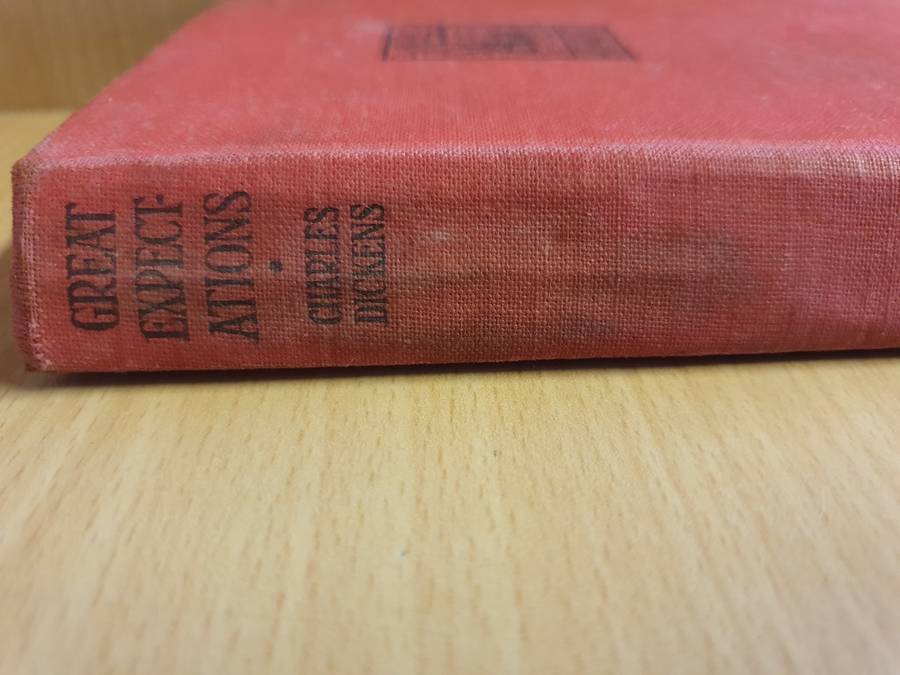 GREAT
EXPECT-
ATIONS
•
CHARLES
DICKENS